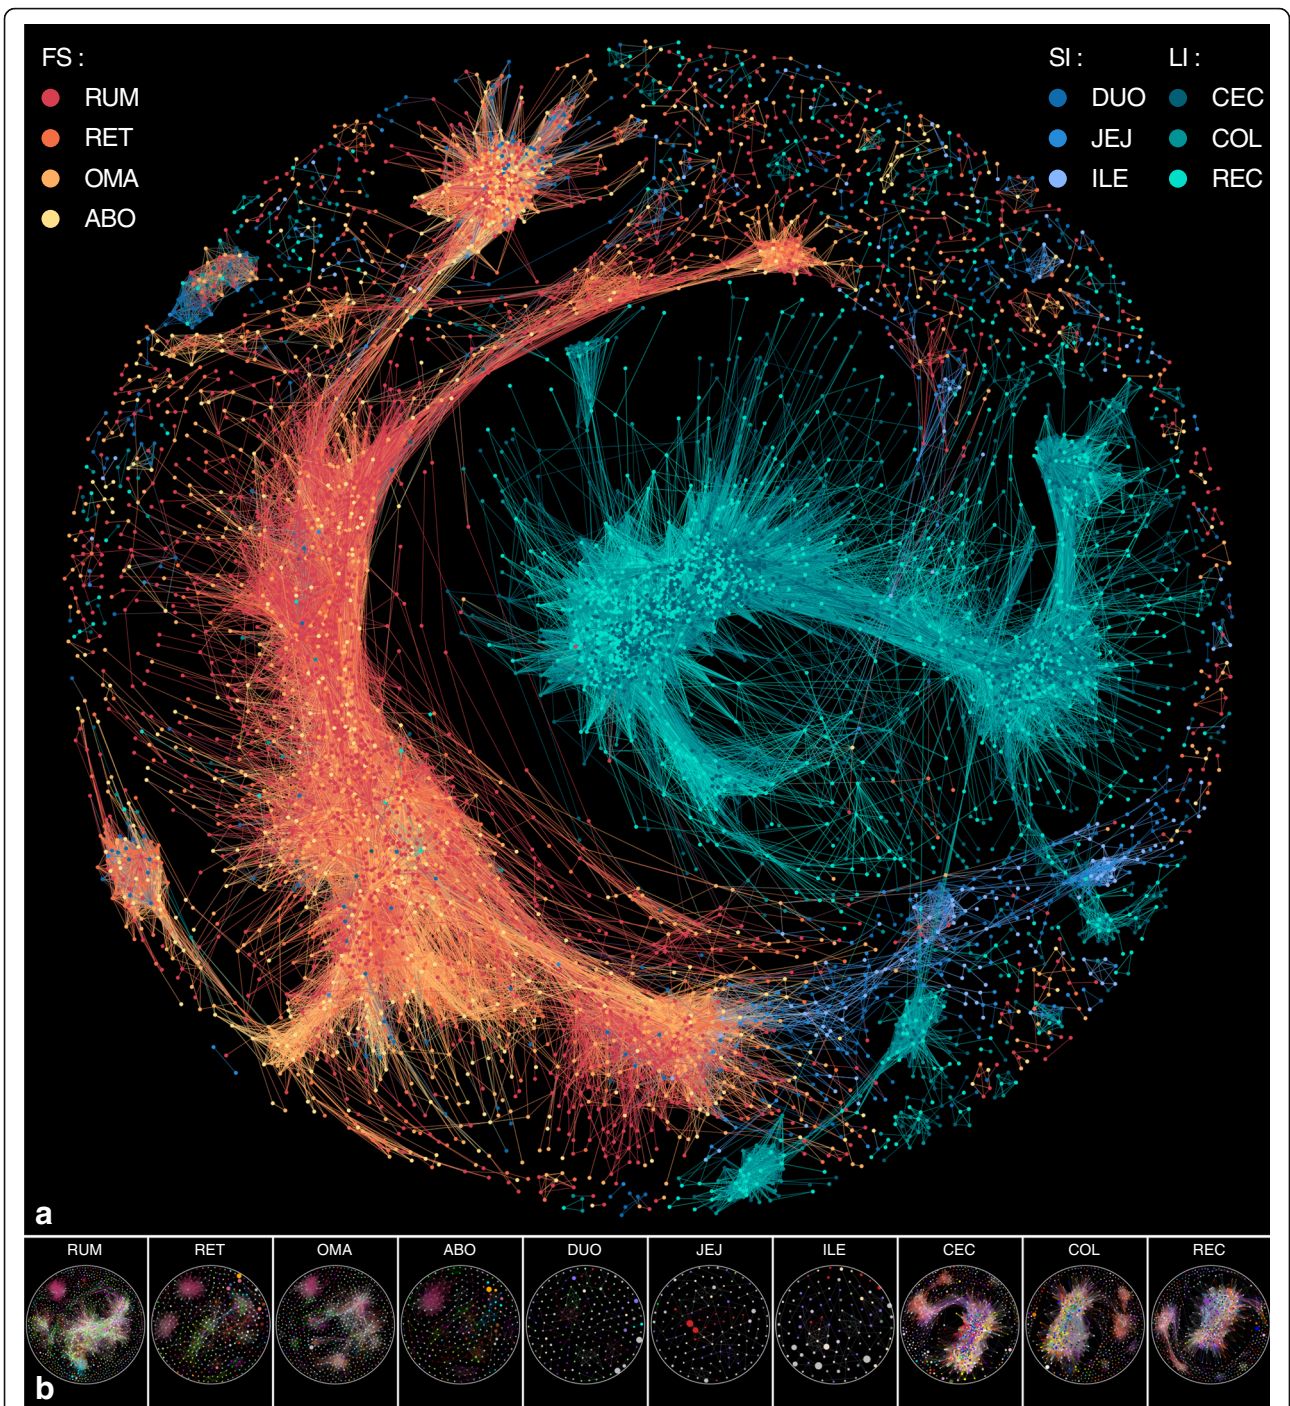 FS :
RUM
RET
OMA
ABO
SI :
LI :
DUO
CEC
JEJ
COL
ILE
REC
a
RUM
RET
OMA
ABO
DUO
JEJ
ILE
CEC
COL
REC
b